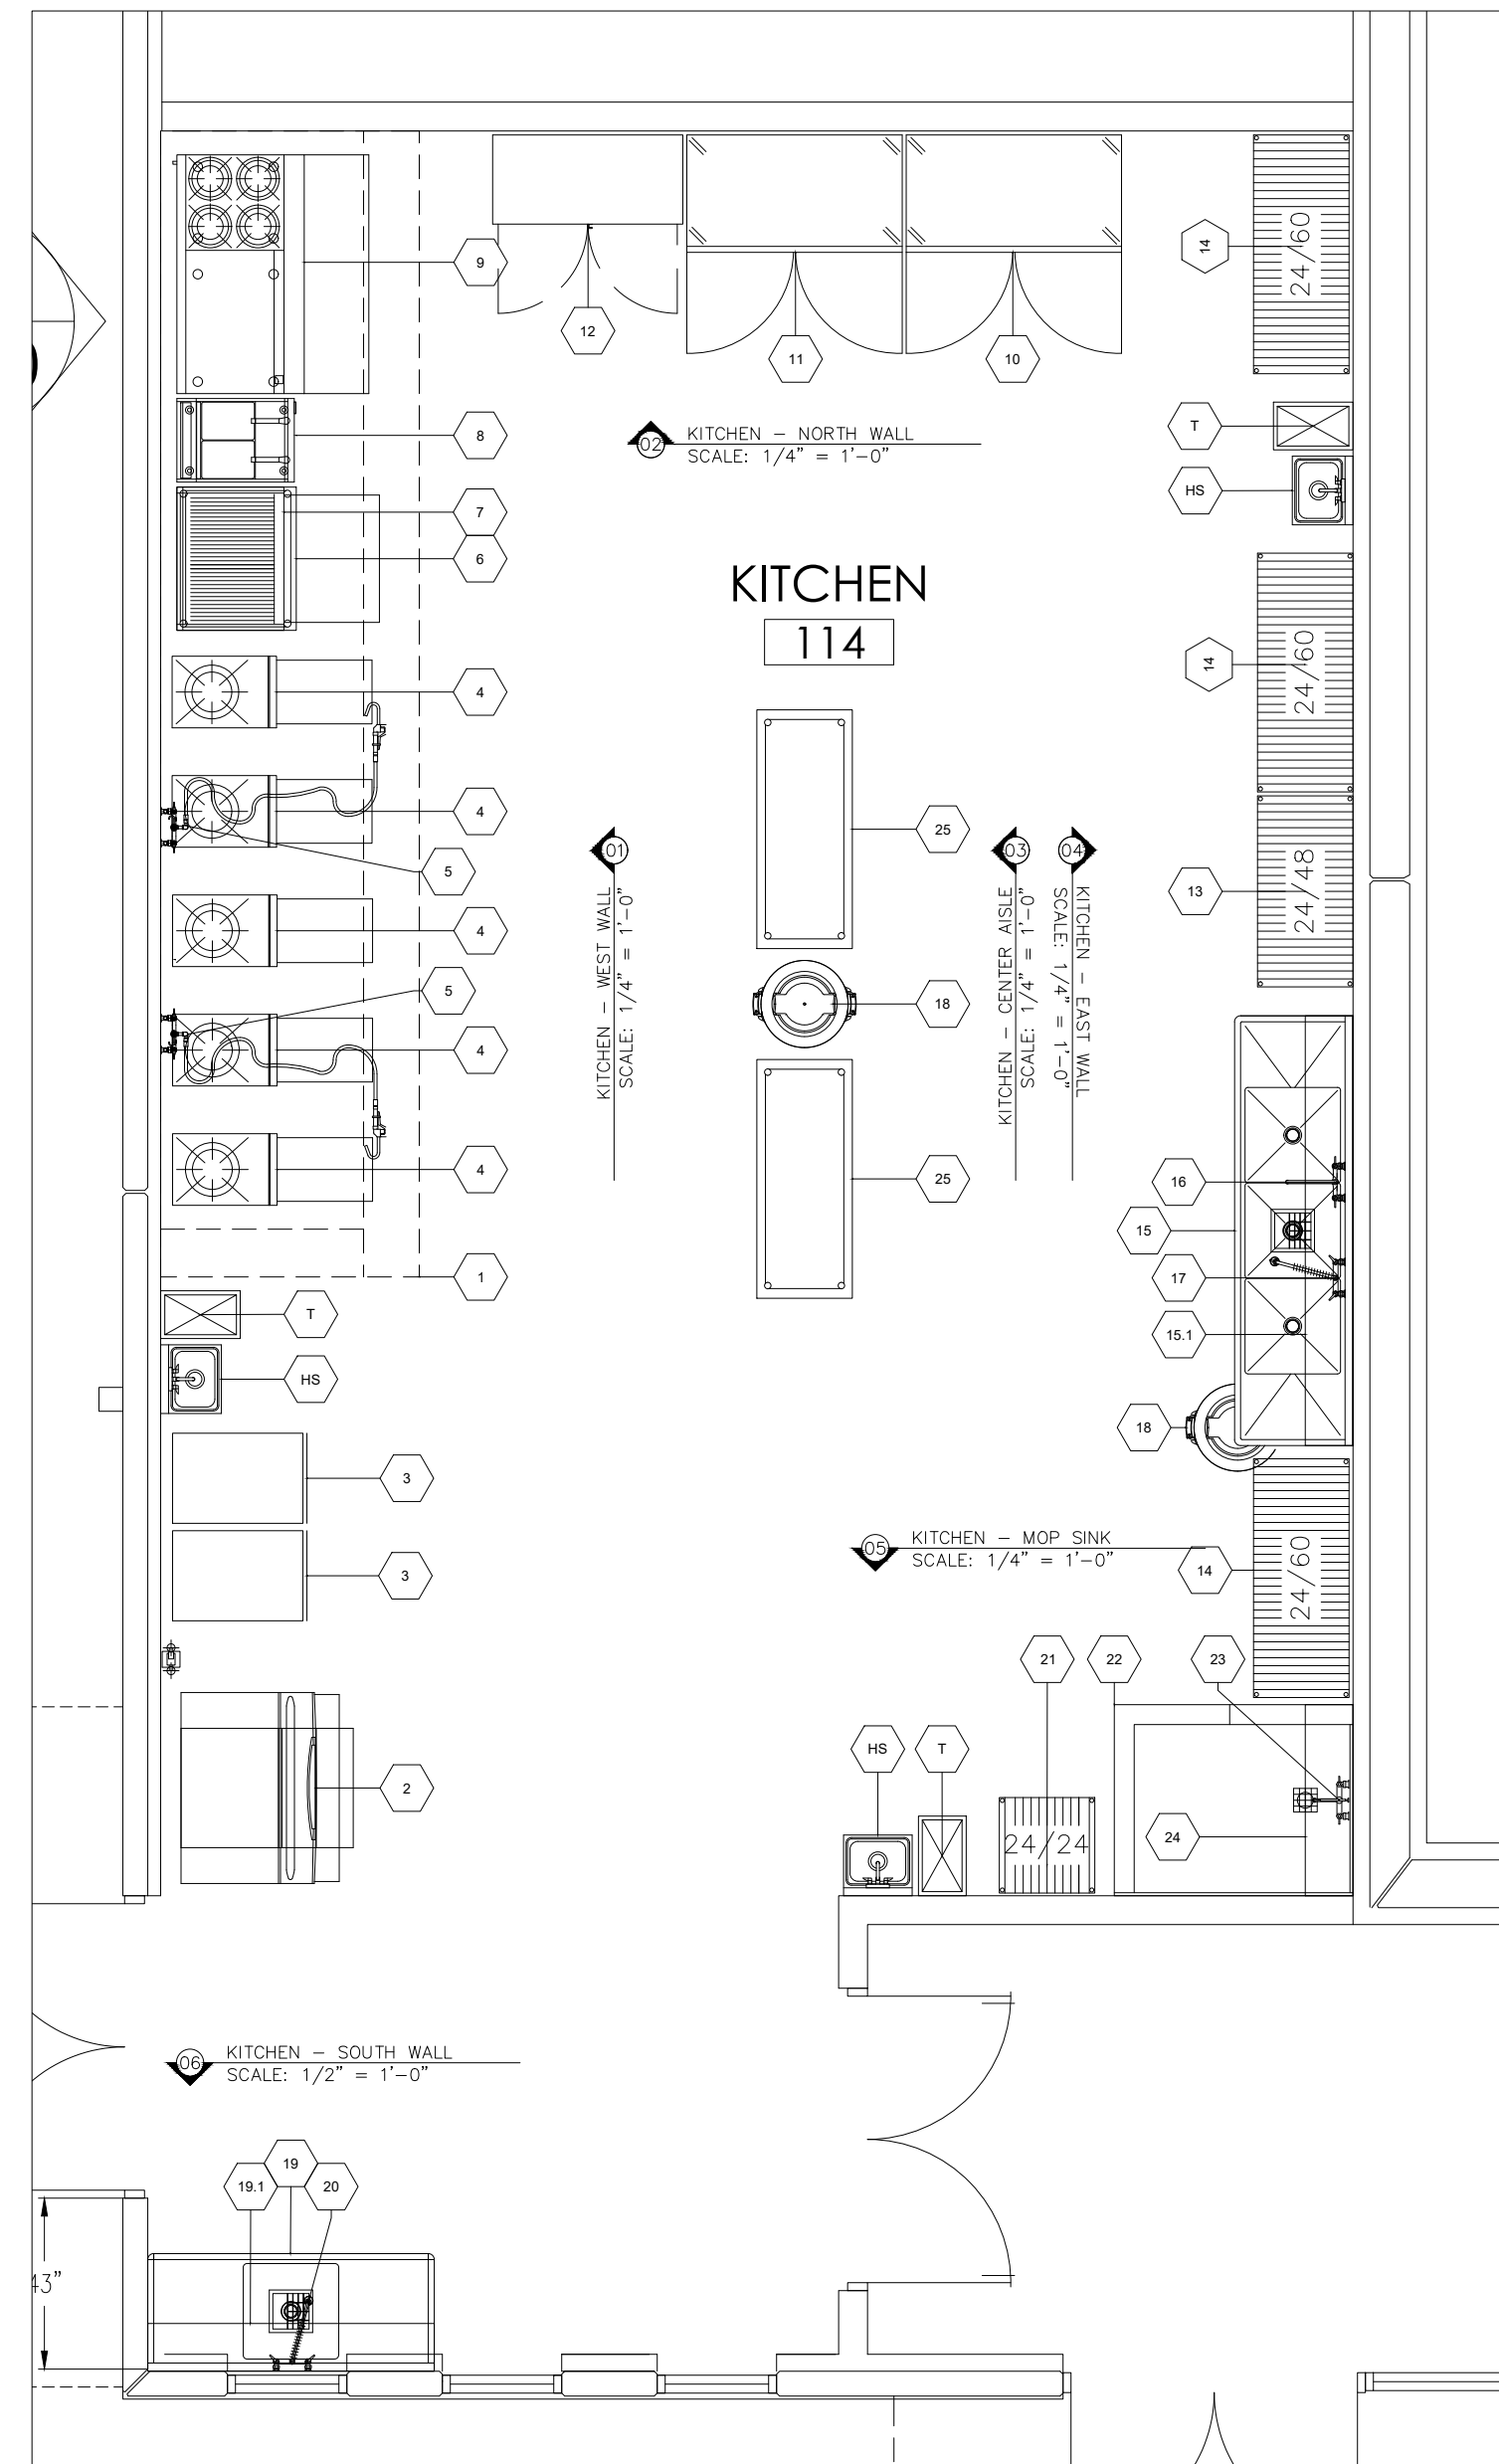 9
12
11
10
14
24/60
8
02
KITCHEN – NORTH WALL
SCALE: 1/4" = 1'–0"
T
HS
7
6
KITCHEN
114
4
14
24/60
4
5
25
01
KITCHEN – WEST WALL
SCALE: 1/4" = 1'–0"
03
KITCHEN – CENTER AISLE
SCALE: 1/4" = 1'–0"
04
KITCHEN – EAST WALL
SCALE: 1/4" = 1'–0"
13
24/48
4
5
18
4
4
25
16
15
17
15.1
1
T
HS
18
3
3
05
KITCHEN – MOP SINK
SCALE: 1/4" = 1'–0"
14
24/60
21
22
23
HS
T
2
24/24
24
06
KITCHEN – SOUTH WALL
SCALE: 1/2" = 1'–0"
19
19.1
20